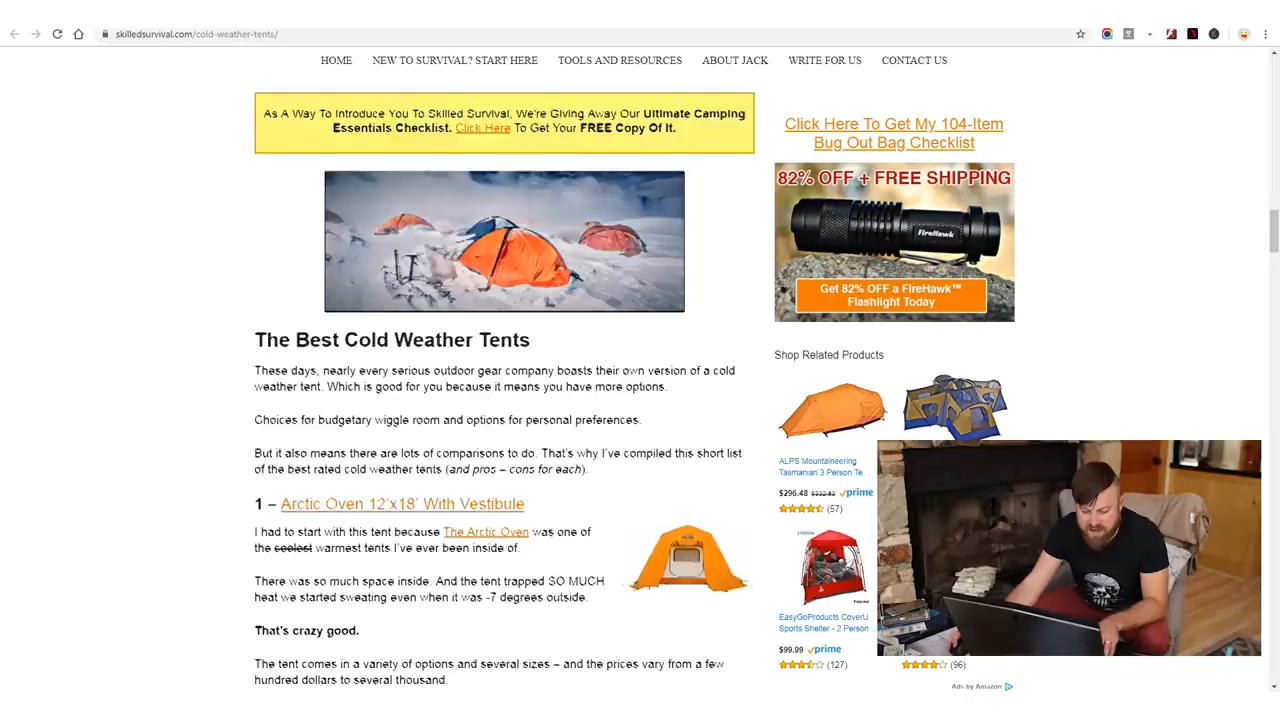 skilledsurvival.com/cold-weather-tents/
HOME NEW TO SURVIVAL? START HERE TOOLS AND RESOURCES ABOUT JACK WRITE FOR US CONTACT US
As A Way To Introduce You To Skilled Survival, We're Giving Away Our Ultimate Camping
Essentials Checklist. Click Here To Get Your FREE Copy Of It.
The Best Cold Weather Tents
These days, nearly every serious outdoor gear company boasts their own version of a cold
weather tent. Which is good for you because it means you have more options.
Choices for budgetary wiggle room and options for personal preferences.
But it also means there are lots of comparisons to do. That's why I've compiled this short list
of the best rated cold weather tents (and pros – cons for each).
1 – Arctic Oven 12'x18' With Vestibule
I had to start with this tent because The Arctic Oven was one of
the coolest warmest tents I've ever been inside of.
There was so much space inside. And the tent trapped SO MUCH
heat we started sweating even when it was -7 degrees outside.
That's crazy good.
The tent comes in a variety of options and several sizes – and the prices vary from a few
hundred dollars to several thousand.
Click Here To Get My 104-Item
Bug Out Bag Checklist
82% OFF + FREE SHIPPING
FireHawk
Get 82% OFF a FireHawk™
Flashlight Today
Shop Related Products
ALPS Mountaineering
Tasmanian 3 Person Te...
$296.48 $332.63 prime
(57)
EasyGoProducts CoverU
Sports Shelter - 2 Person ...
$99.99 prime
(127)
(96)
Ads by Amazon